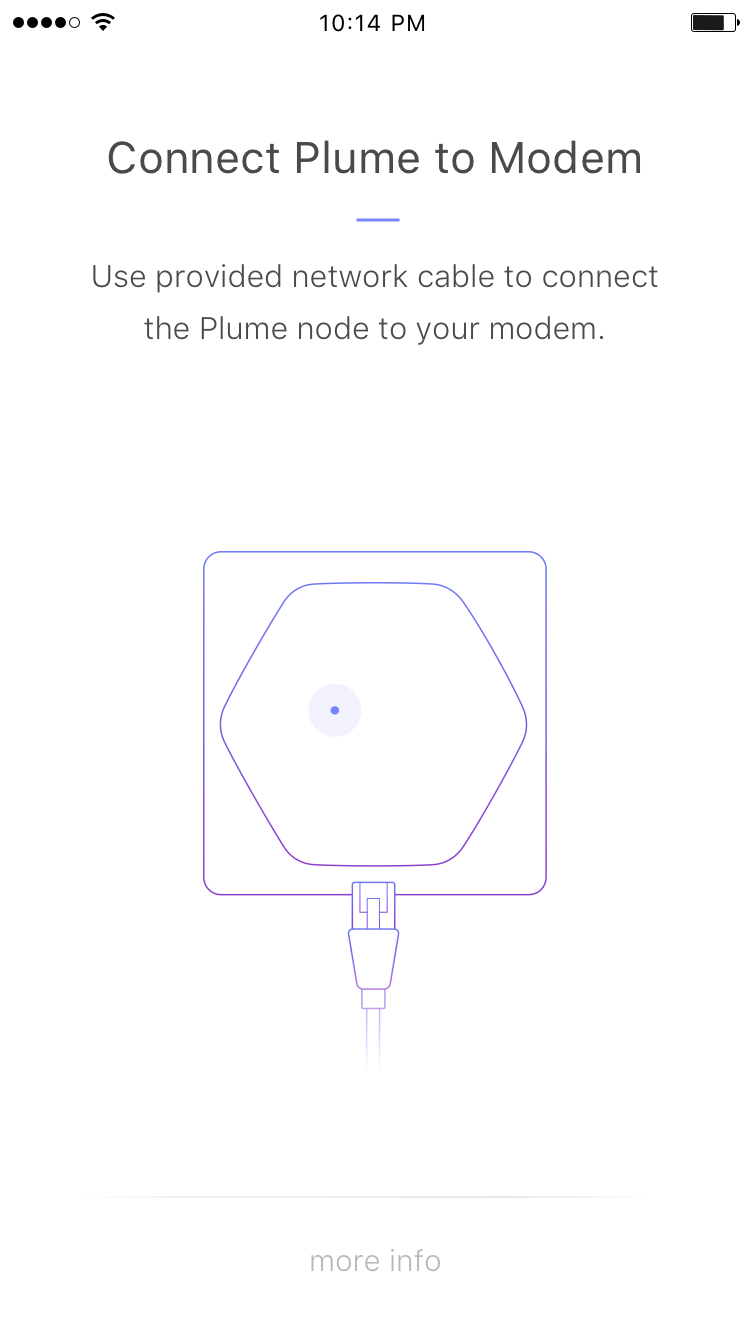 10:14 PM
Connect Plume to Modem
Use provided network cable to connect
the Plume node to your modem.
more info